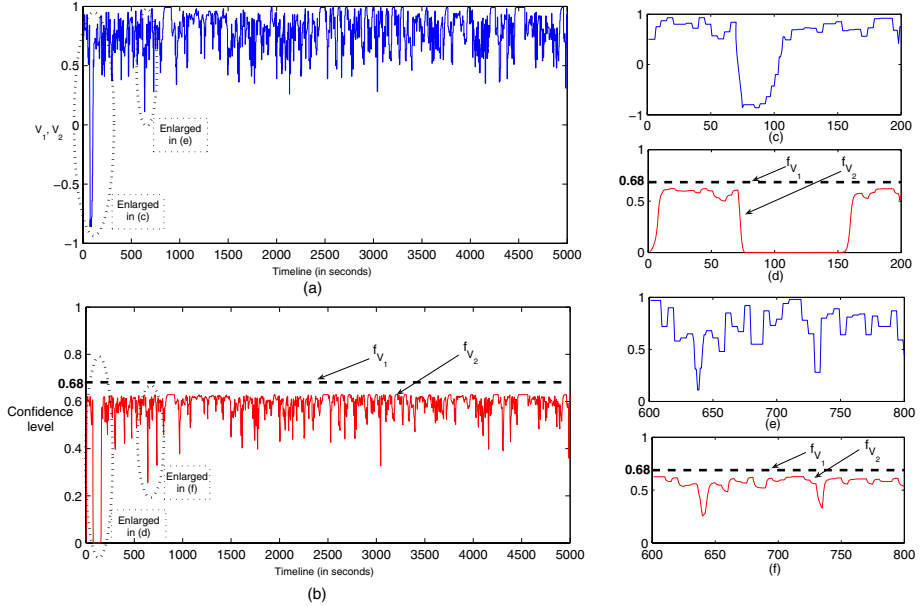 1
0.5
0
−0.5
−1
V1, V2
Enlarged
in (e)
Enlarged
in (c)
0 500 1000 1500 2000 2500 3000 3500 4000 4500 5000
Timeline (in seconds)
(a)
1
0.8
0.68
0.6
0.4
0.2
0
Confidence
level
fV1
fV2
Enlarged
in (f)
Enlarged
in (d)
0 500 1000 1500 2000 2500 3000 3500 4000 4500 5000
Timeline (in seconds)
(b)
1
0
−1
0 50 100 150 200
(c)
1
0.68
0.5
0
fV1
fV2
0 50 100 150 200
(d)
1
0.5
0
600 650 700 750 800
(e)
1
0.68
0.5
0
fV1
fV2
600 650 700 750 800
(f)